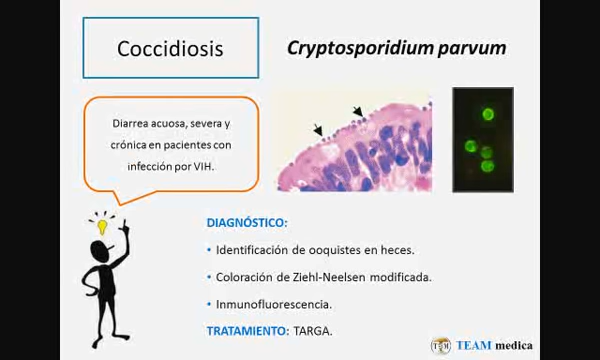 Coccidiosis
Cryptosporidium parvum
Diarrea acuosa, severa y
crónica en pacientes con
infección por VIH.
DIAGNÓSTICO:
• Identificación de ooquistes en heces.
• Coloración de Ziehl-Neelsen modificada.
• Inmunofluorescencia.
TRATAMIENTO: TARGA.
TEAM medica